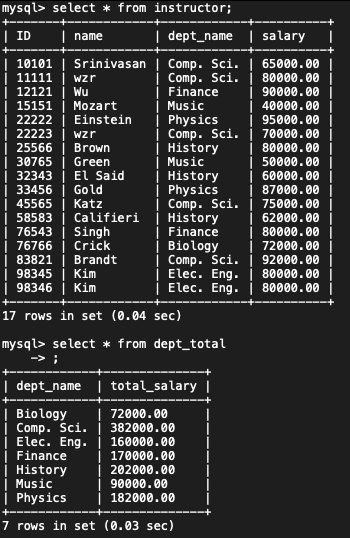 mysql> select * from instructor;
+-------+------------+------------+----------+
| ID    | name       | dept_name  | salary   |
+-------+------------+------------+----------+
| 10101 | Srinivasan | Comp. Sci. | 65000.00 |
| 11111 | wzr        | Comp. Sci. | 20000.00 |
| 12121 | Wu         | Finance    | 90000.00 |
| 15151 | Mozart     | Music      | 40000.00 |
| 22222 | Einstein   | Physics    | 95000.00 |
| 22223 | wzr        | Comp. Sci. | 70000.00 |
| 25566 | Brown      | History    | 80000.00 |
| 30765 | Green      | Music      | 50000.00 |
| 32343 | El Said    | History    | 60000.00 |
| 33456 | Gold       | Physics    | 87000.00 |
| 45565 | Katz       | Comp. Sci. | 75000.00 |
| 58583 | Califieri  | History    | 62000.00 |
| 76543 | Singh      | Finance    | 80000.00 |
| 76766 | Crick      | Biology    | 72000.00 |
| 83821 | Brandt     | Comp. Sci. | 92000.00 |
| 98345 | Kim        | Elec. Eng. | 80000.00 |
| 98346 | Kim        | Elec. Eng. | 80000.00 |
+-------+------------+------------+----------+
17 rows in set (0.04 sec)
mysql> select * from dept_total
    -> ;
+------------+--------------+
| dept_name  | total_salary |
+------------+--------------+
| Biology    | 72000.00     |
| Comp. Sci. | 382000.00    |
| Elec. Eng. | 160000.00    |
| Finance    | 170000.00    |
| History    | 202000.00    |
| Music      | 90000.00     |
| Physics    | 182000.00    |
+------------+--------------+
7 rows in set (0.03 sec)